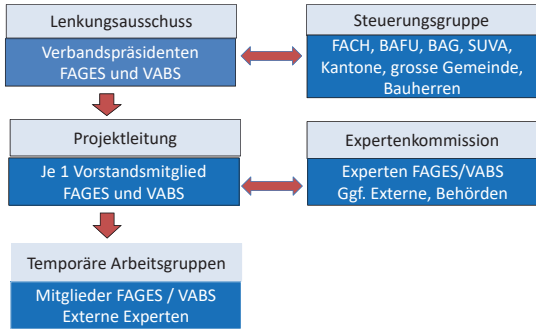 Lenkungsausschuss
Verbandspräsidenten
FAGES und VABS
Steuerungsgruppe
FACH, BAFU, BAG, SUVA,
Kantone, grosse Gemeinde,
Bauherren
Projektleitung
Je 1 Vorstandsmitglied
FAGES und VABS
Expertenkommission
Experten FAGES/VABS
Ggf. Externe, Behörden
Temporäre Arbeitsgruppen
Mitglieder FAGES / VABS
Externe Experten